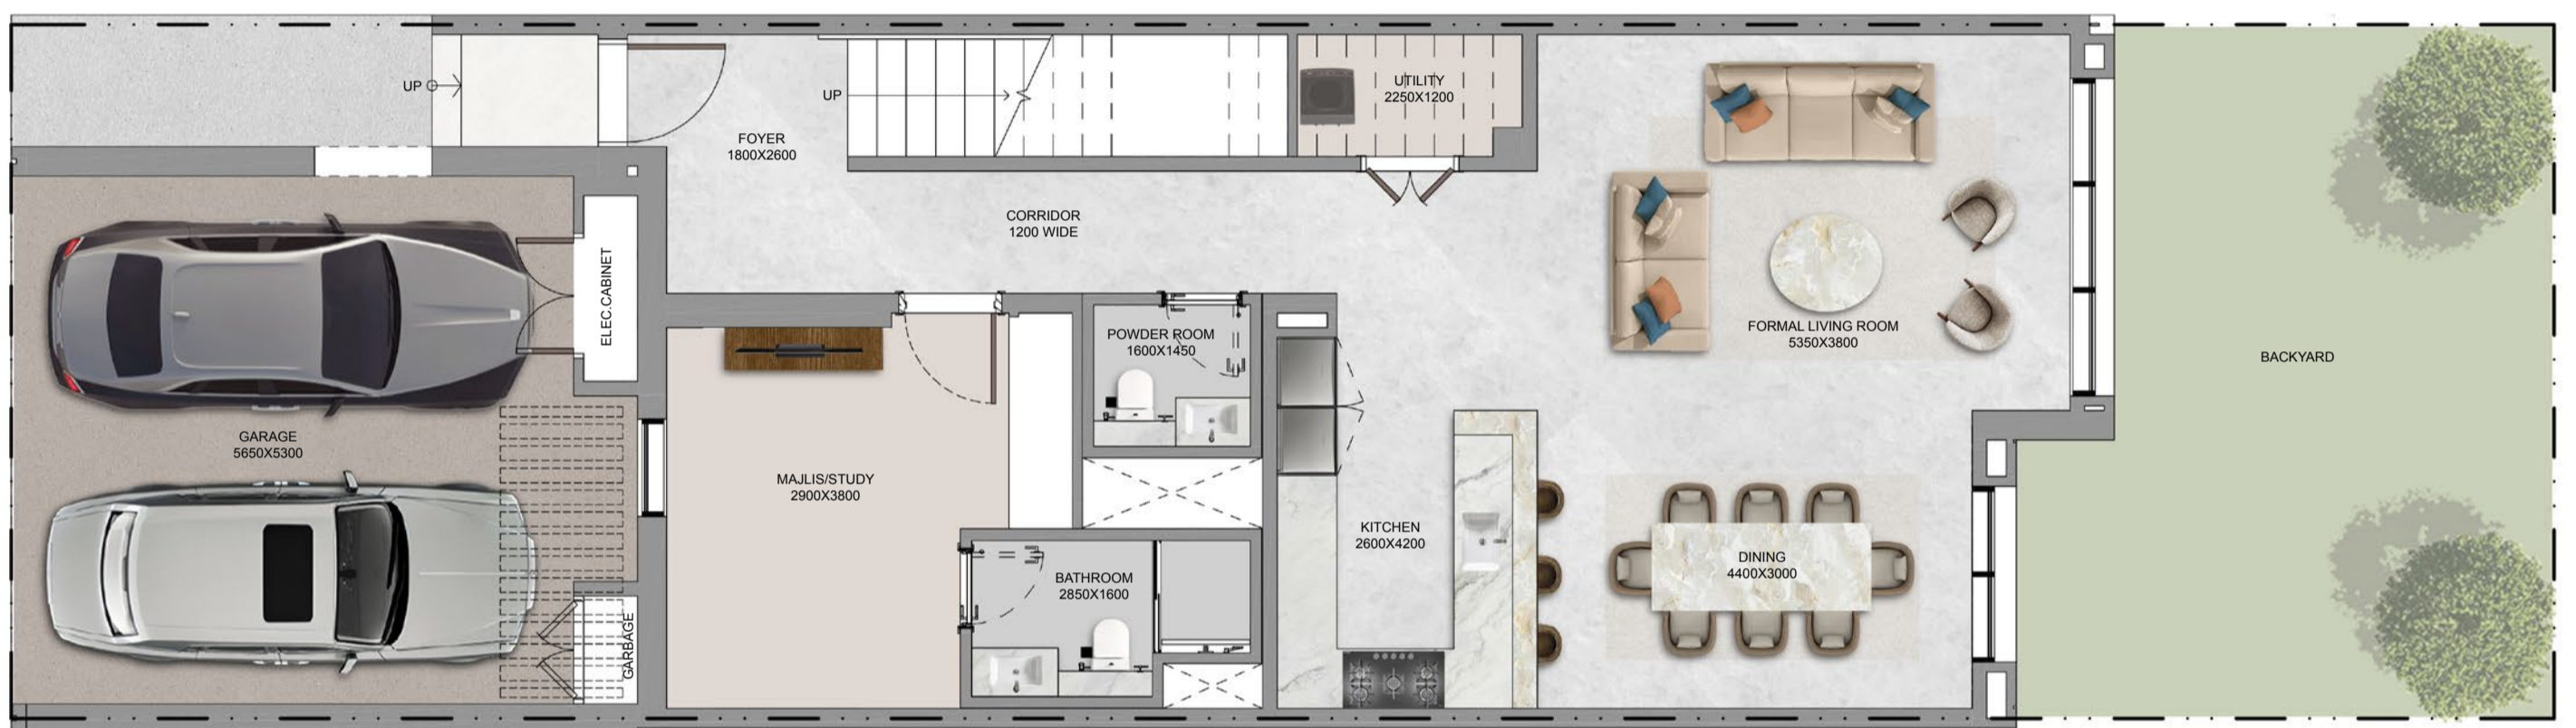 UP
FOYER
1800X2600
UP
UTILITY
2250X1200
CORRIDOR
1200 WIDE
ELEC.CABINET
GARAGE
5650X5300
GARBAGE
MAJLIS/STUDY
2900X3800
POWDER ROOM
1600X1450
BATHROOM
2850X1600
KITCHEN
2600X4200
FORMAL LIVING ROOM
5350X3800
DINING
4400X3000
BACKYARD